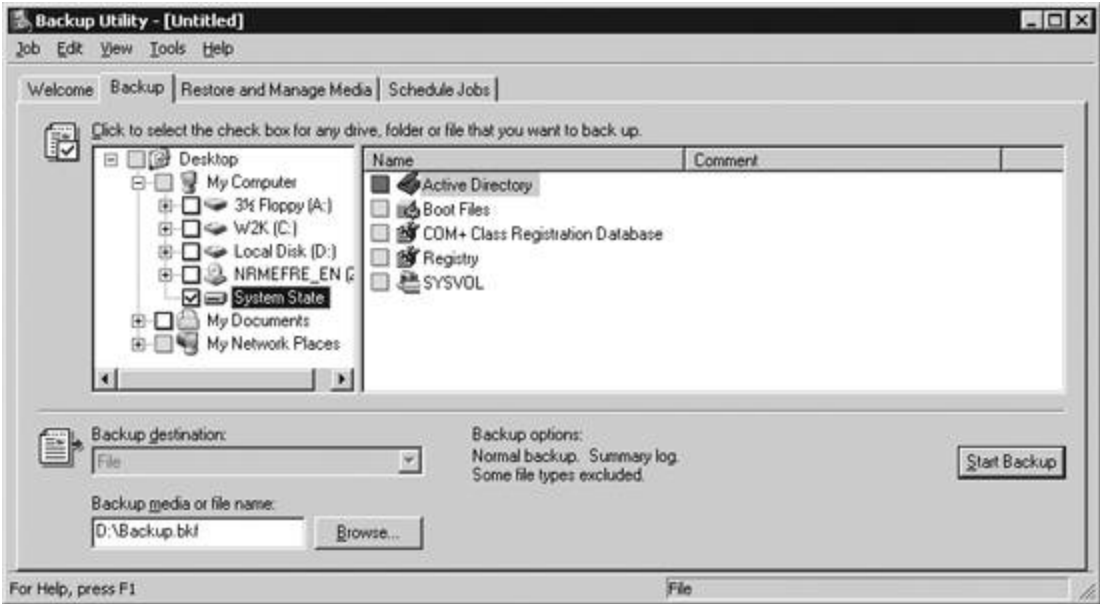 Backup Utility - [Untitled]
Job Edit View Tools Help
Welcome Backup Restore and Manage Media Schedule Jobs
Click to select the check box for any drive, folder or file that you want to back up.
Desktop
My Computer
3½ Floppy (A:)
W2K (C:)
Local Disk (D:)
NRMEFRE_EN (
System State
My Documents
My Network Places
Name Comment
Active Directory
Boot Files
COM+ Class Registration Database
Registry
SYSVOL
Backup destination:
File
Backup media or file name:
D:\Backup.bkf
Browse...
Backup options:
Normal backup. Summary log.
Some file types excluded.
Start Backup
For Help, press F1
File